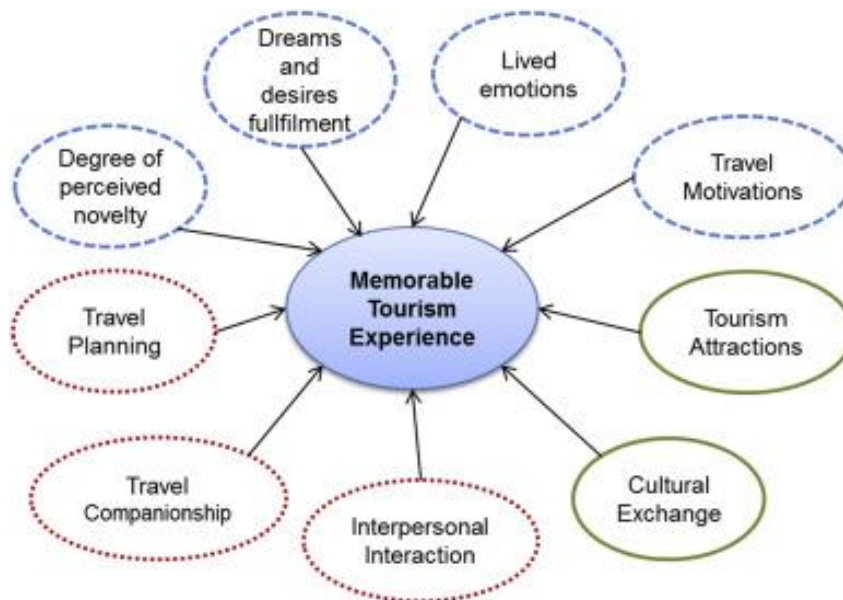 Dreams
and
desires
fullfilment
Lived
emotions
Degree of
perceived
novelty
Travel
Motivations
Memorable
Tourism
Experience
Travel
Planning
Tourism
Attractions
Travel
Companionship
Interpersonal
Interaction
Cultural
Exchange